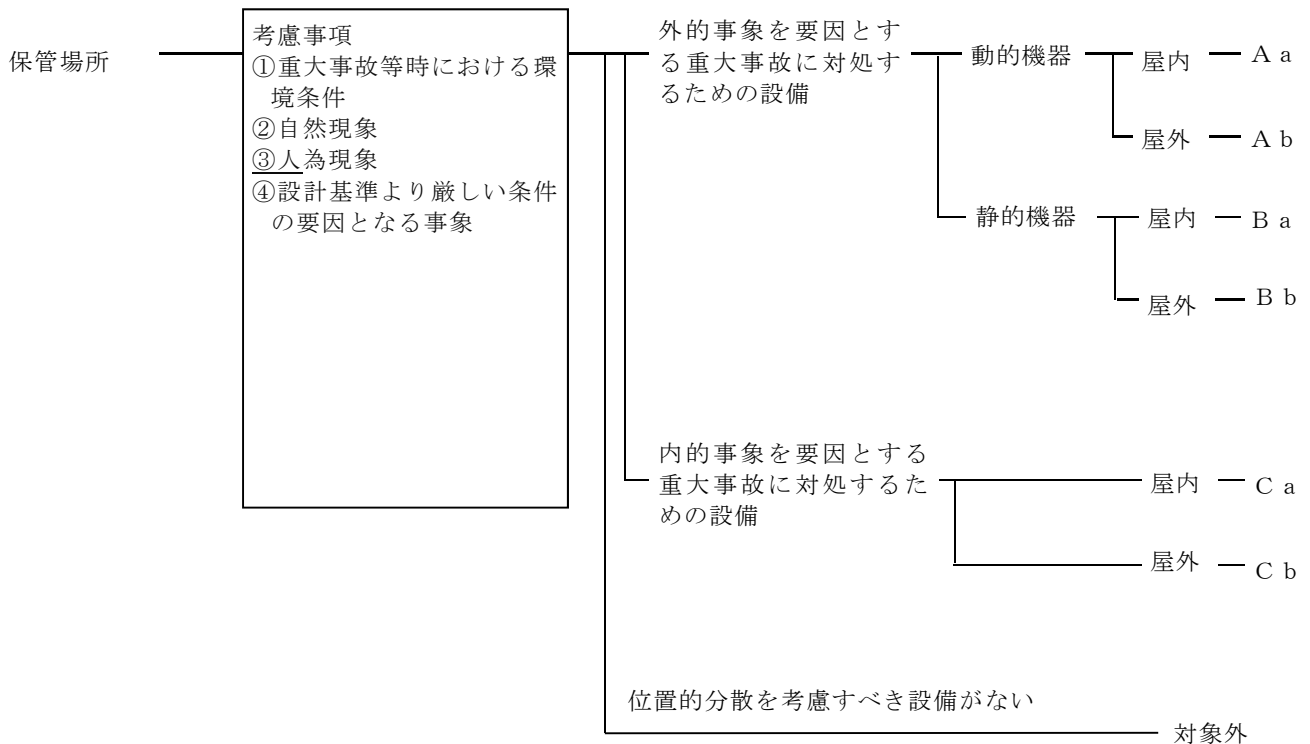 保管場所
考慮事項
①重大事故等時における環
境条件
②自然現象
③人為現象
④設計基準より厳しい条件
の要因となる事象
外的事象を要因とす
る重大事故に対処す
るための設備
動的機器
屋内
Ａａ
屋外
Ａｂ
静的機器
屋内
Ｂａ
屋外
Ｂｂ
内的事象を要因とする
重大事故に対処するた
めの設備
屋内
Ｃａ
屋外
Ｃｂ
位置的分散を考慮すべき設備がない
対象外